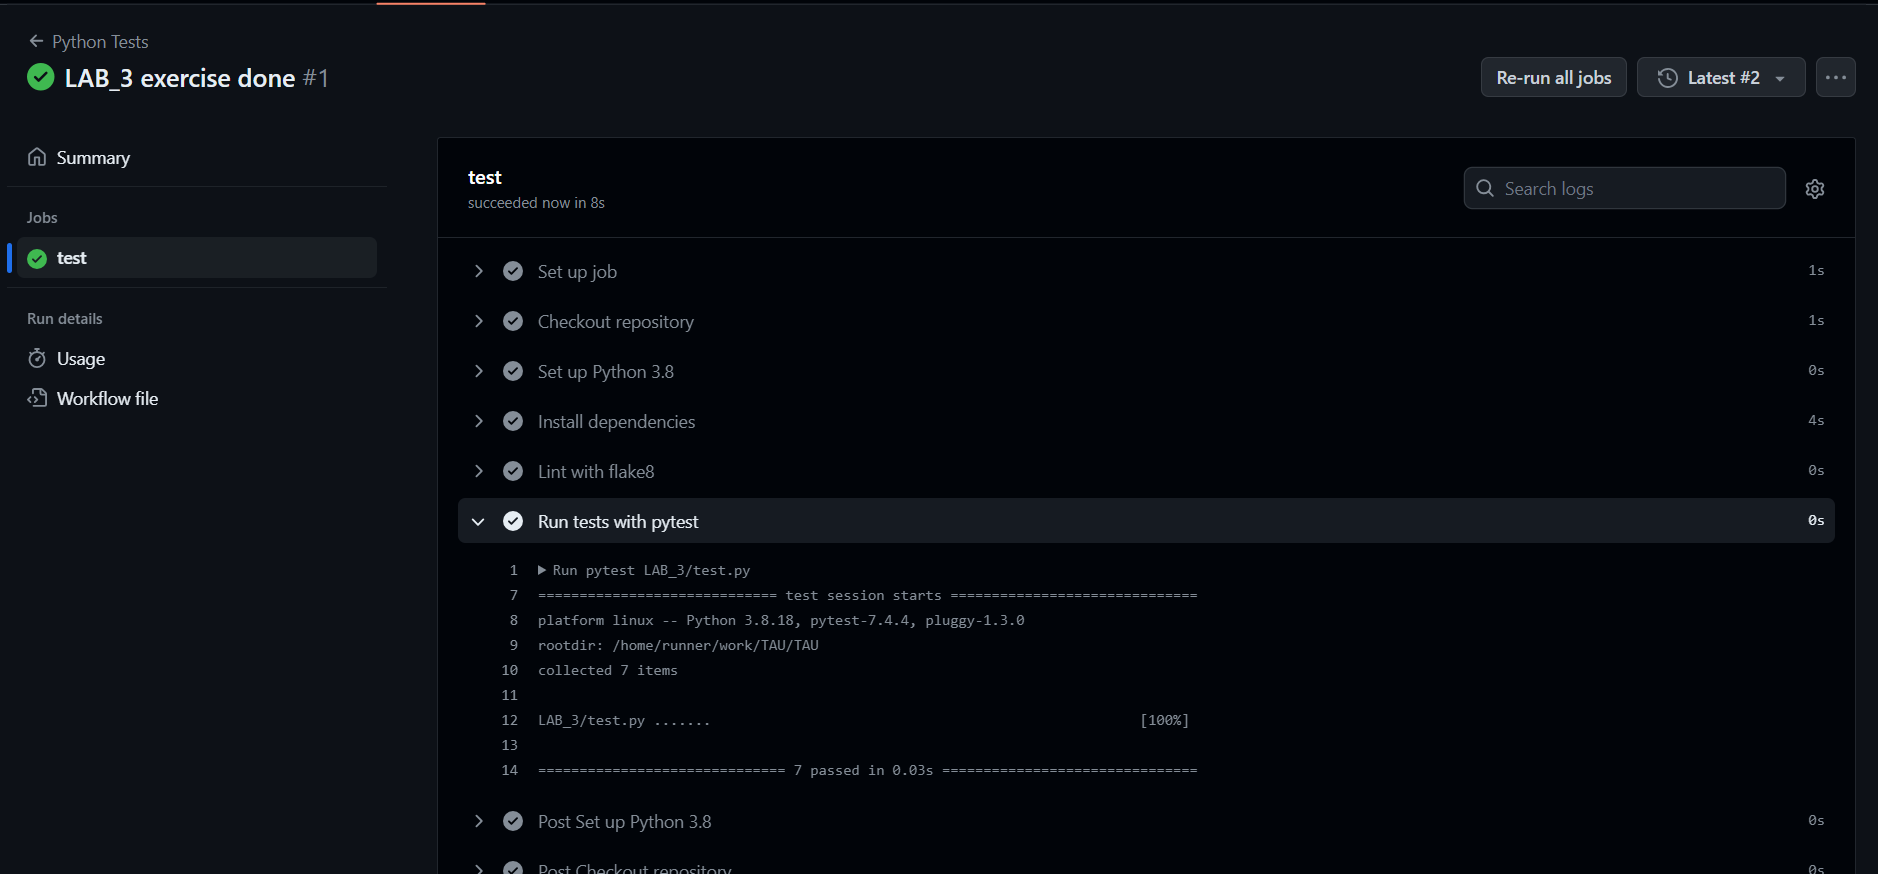 Python Tests
LAB_3 exercise done #1
Re-run all jobs
Latest #2
Summary
Jobs
test
Run details
Usage
Workflow file
test
succeeded now in 8s
Search logs
Set up job 1s
Checkout repository 1s
Set up Python 3.8 0s
Install dependencies 4s
Lint with flake8 0s
Run tests with pytest 0s
1 Run pytest LAB_3/test.py
7 ============================= test session starts ==============================
8 platform linux -- Python 3.8.18, pytest-7.4.4, pluggy-1.3.0
9 rootdir: /home/runner/work/TAU/TAU
10 collected 7 items
11
12 LAB_3/test.py ....... [100%]
13
14 ============================== 7 passed in 0.03s ===============================
Post Set up Python 3.8 0s
Post Checkout repository 0s